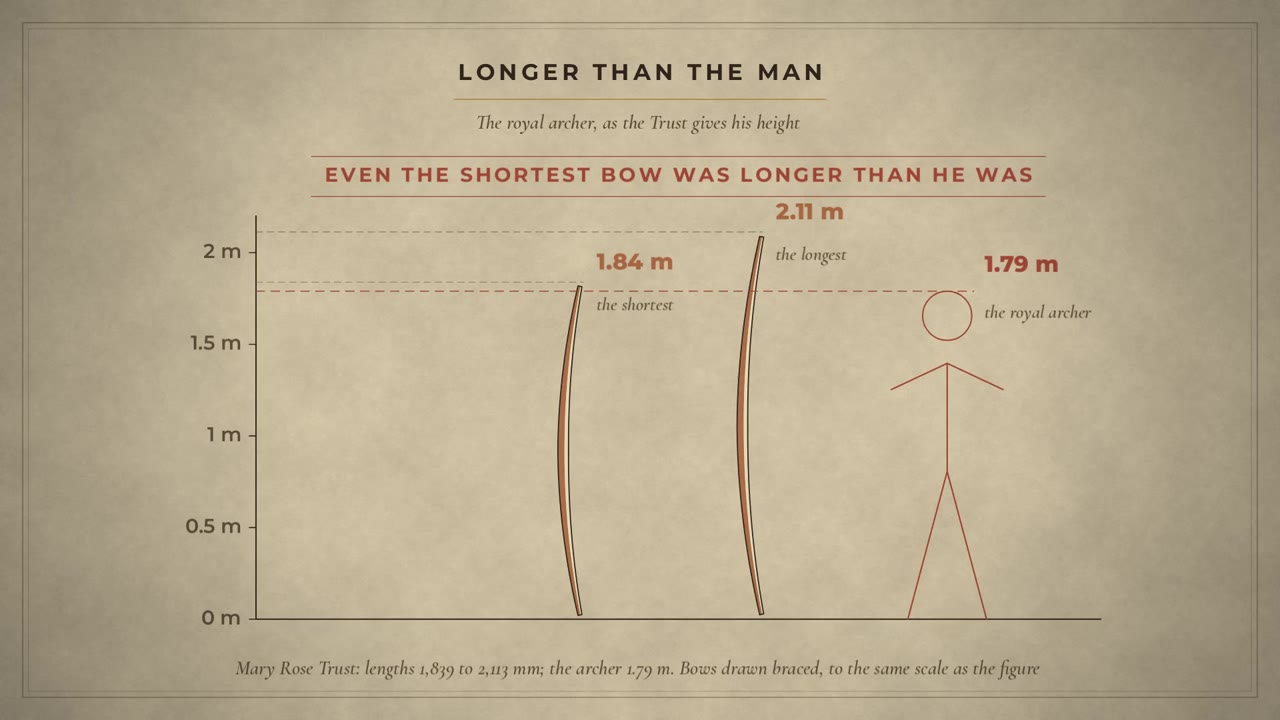 LONGER THAN THE MAN
The royal archer, as the Trust gives his height
EVEN THE SHORTEST BOW WAS LONGER THAN HE WAS
2.11 m
the longest
1.84 m
the shortest
1.79 m
the royal archer
2 m
1.5 m
1 m
0.5 m
0 m
Mary Rose Trust: lengths 1,839 to 2,113 mm; the archer 1.79 m. Bows drawn braced, to the same scale as the figure